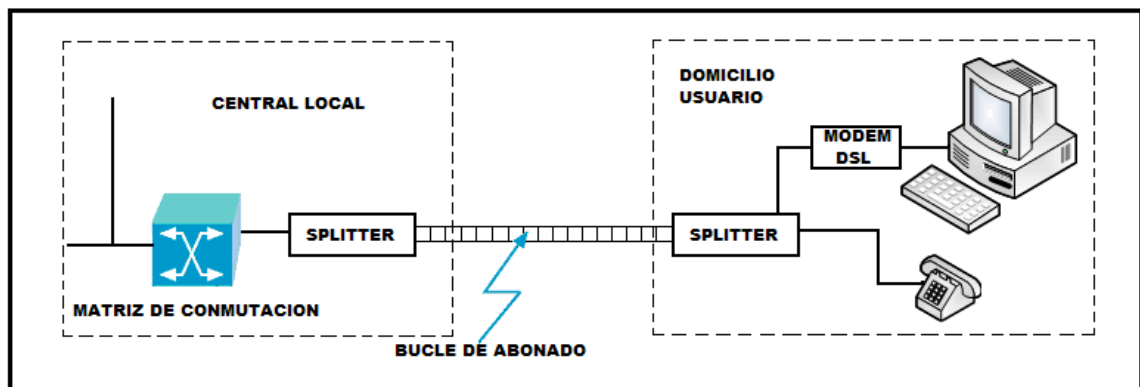 CENTRAL LOCAL
SPLITTER
MATRIZ DE CONMUTACION
BUCLE DE ABONADO
DOMICILIO
USUARIO
MODEM
DSL
SPLITTER